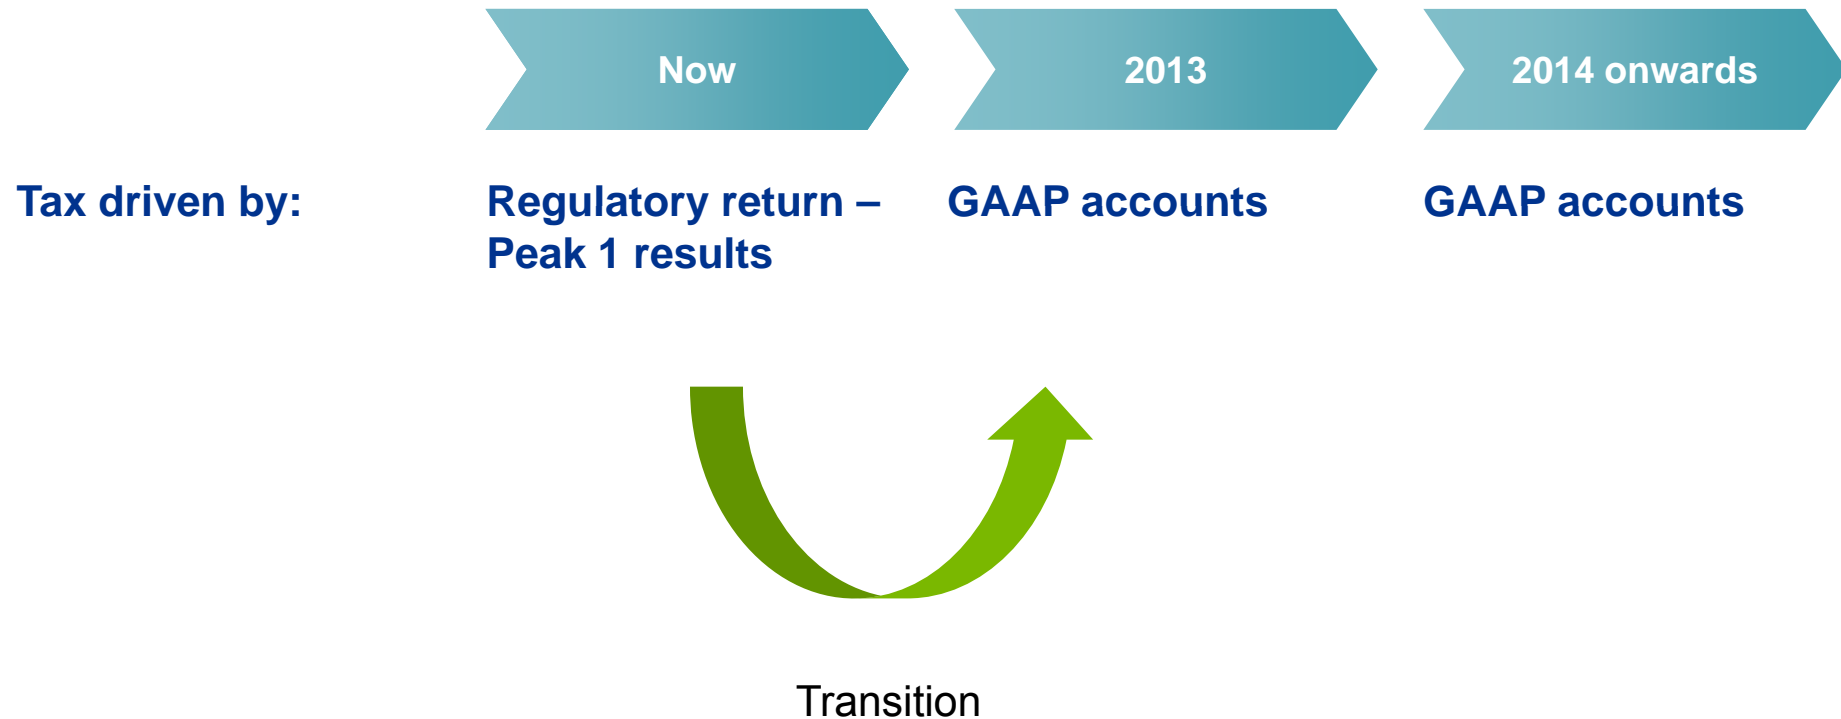 Now
2013
2014 onwards
Tax driven by:
Regulatory return –
Peak 1 results
GAAP accounts
GAAP accounts
Transition